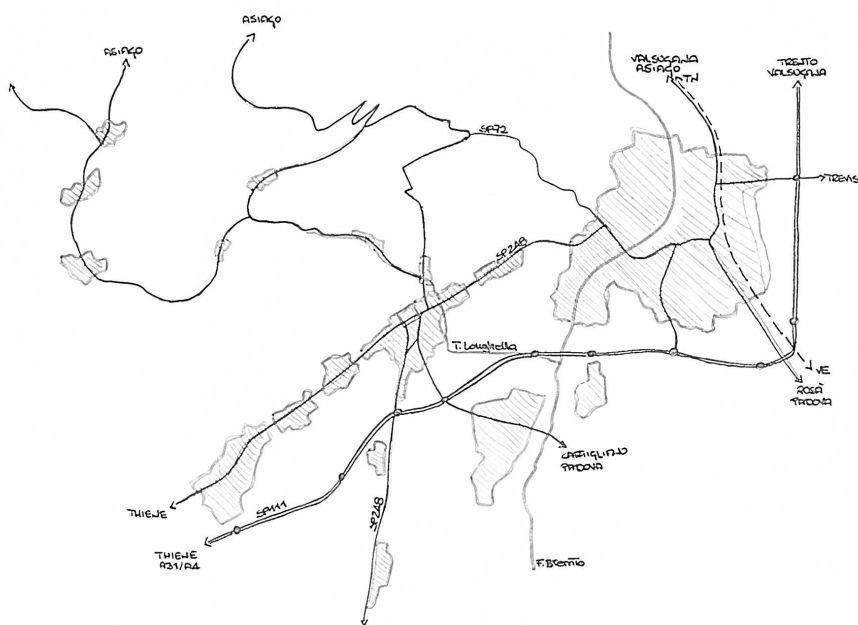 ASIAGO
ASIAGO
VALSUGANA
ASIAGO
TN
TRENTO
VALSUGANA
SP72
TREVISO
SP248
T. Longhella
VE
ROSÀ
PADOVA
CARTIGLIANO
PADOVA
THIENE
SP111
SP248
THIENE
A31/A4
F. Brenta